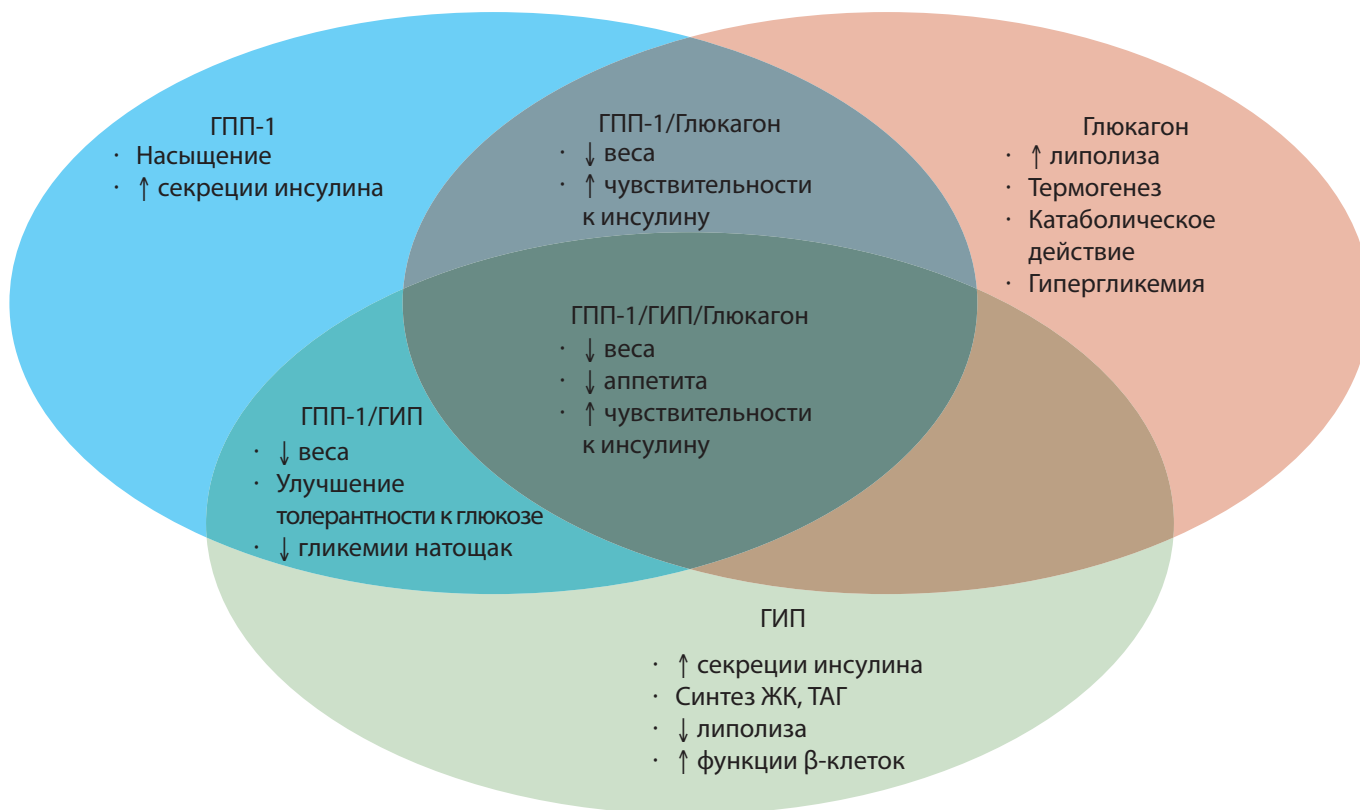 ГПП-1
· Насыщение
· ↑ секреции инсулина
ГПП-1/Глюкагон
· ↓ веса
· ↑ чувствительности
к инсулину
Глюкагон
· ↑ липолиза
· Термогенез
· Катаболическое
действие
· Гипергликемия
ГПП-1/ГИП/Глюкагон
· ↓ веса
· ↓ аппетита
· ↑ чувствительности
к инсулину
ГПП-1/ГИП
· ↓ веса
· Улучшение
толерантности к глюкозе
· ↓ гликемии натощак
ГИП
· ↑ секреции инсулина
· Синтез ЖК, ТАГ
· ↓ липолиза
· ↑ функции β-клеток